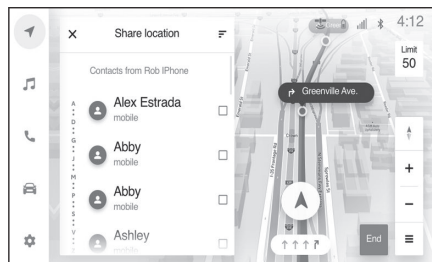 Share location
Contacts from Rob IPhone
A
D
G
J
M
P
S
V
Alex Estrada
mobile
Abby
mobile
Abby
mobile
Ashley
mobile
4:12
Limit
50
Greenville Ave.
End